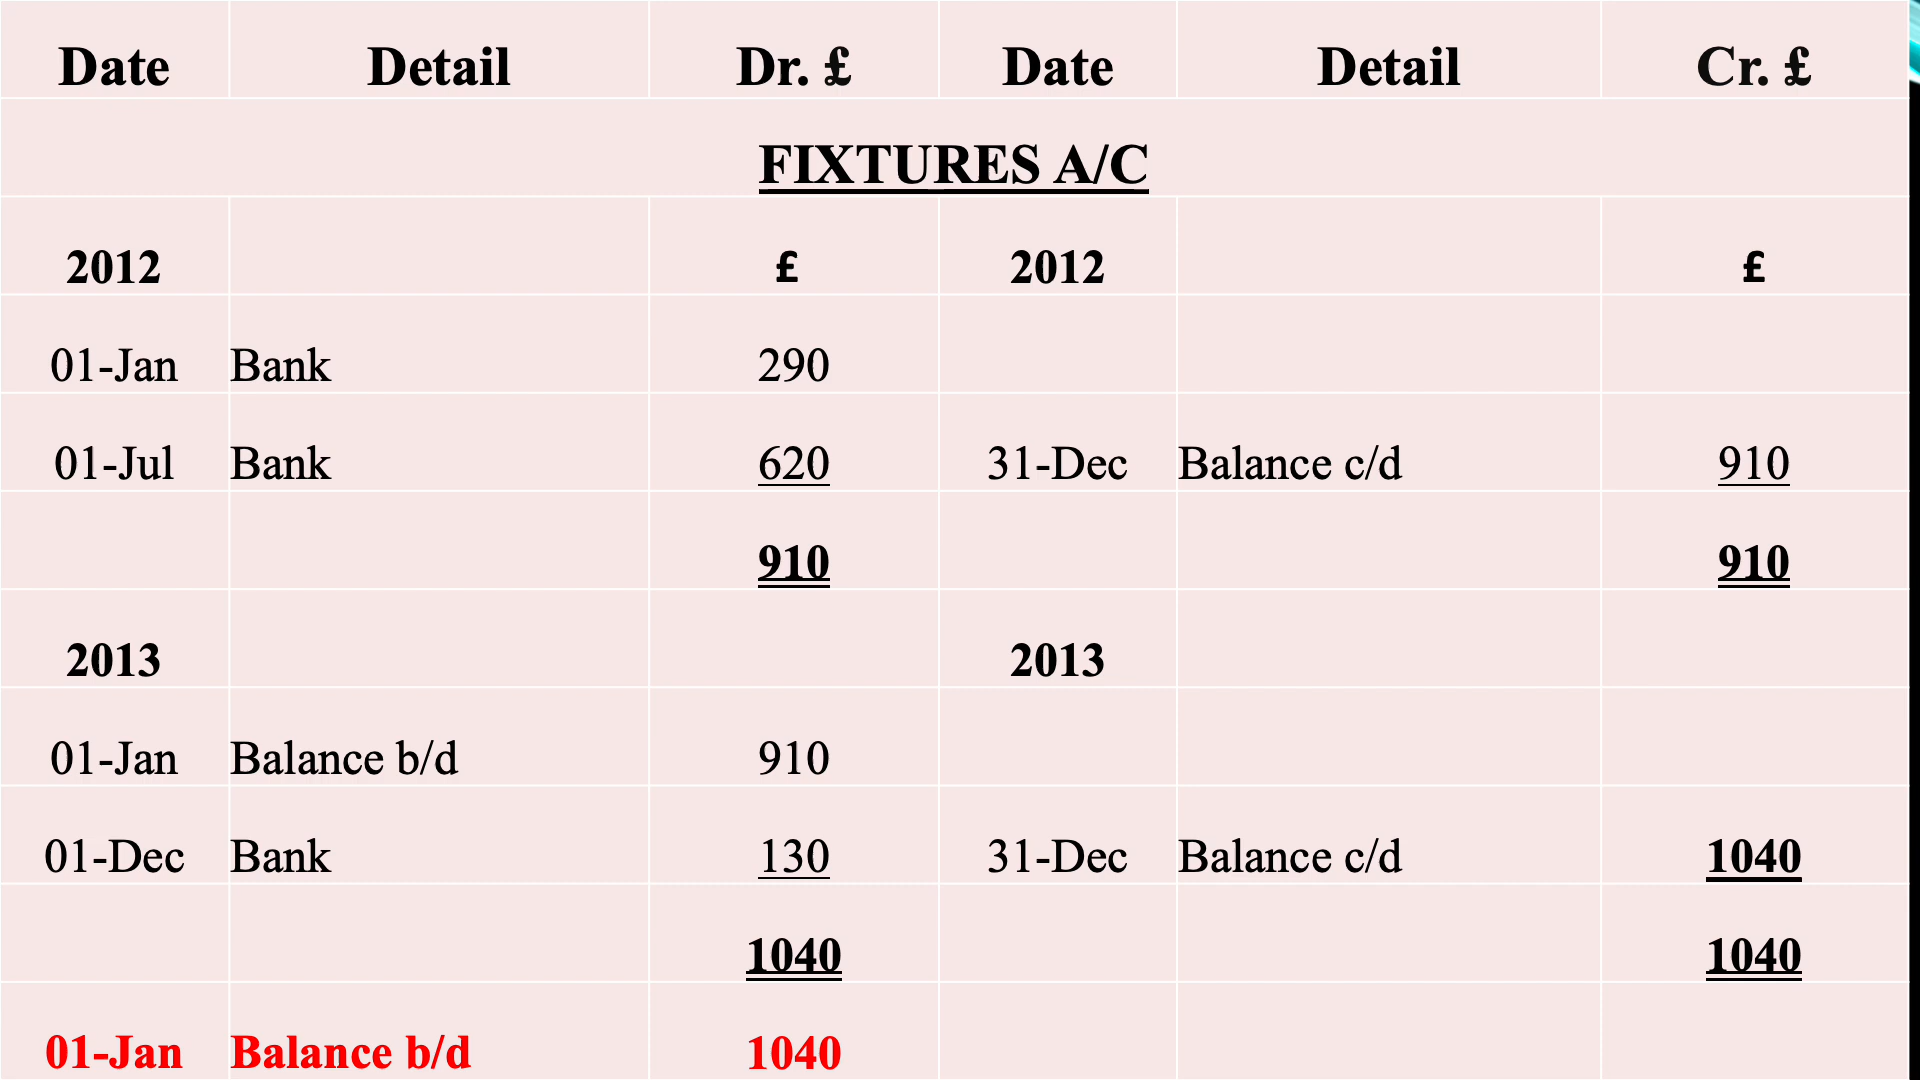 Date Detail Dr. £ Date Detail Cr. £
FIXTURES A/C
2012 £ 2012 £
01-Jan Bank 290
01-Jul Bank 620 31-Dec Balance c/d 910
910 910
2013 2013
01-Jan Balance b/d 910
01-Dec Bank 130 31-Dec Balance c/d 1040
1040 1040
01-Jan Balance b/d 1040